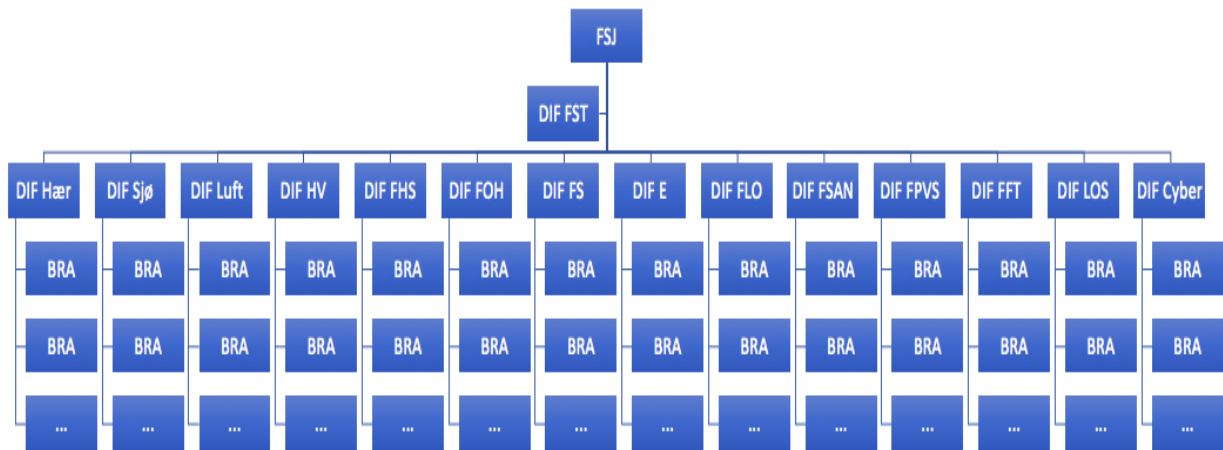 FSJ
DIF FST
DIF Hær DIF Sjø DIF Luft DIF HV DIF FHS DIF FOH DIF FS DIF E DIF FLO DIF FSAN DIF FPVS DIF FFT DIF LOS DIF Cyber
BRA BRA BRA BRA BRA BRA BRA BRA BRA BRA BRA BRA BRA BRA
BRA BRA BRA BRA BRA BRA BRA BRA BRA BRA BRA BRA BRA BRA
... ... ... ... ... ... ... ... ... ... ... ... ... ...